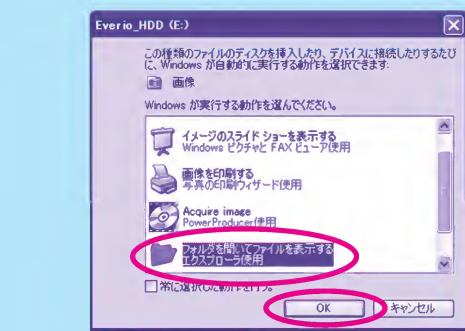 Everio_HDD (E:)
この種類のファイルのディスクを挿入したり、デバイスに接続したりするたび
に、Windows が自動的に実行する動作を選択できます:
画像
Windows が実行する動作を選んでください。
イメージのスライド ショーを表示する
Windows ピクチャと FAX ビューア使用
画像を印刷する
写真の印刷ウィザード使用
Acquire image
PowerProducer使用
フォルダを開いてファイルを表示する
エクスプローラ使用
常に選択した動作を行う。
OK
キャンセル